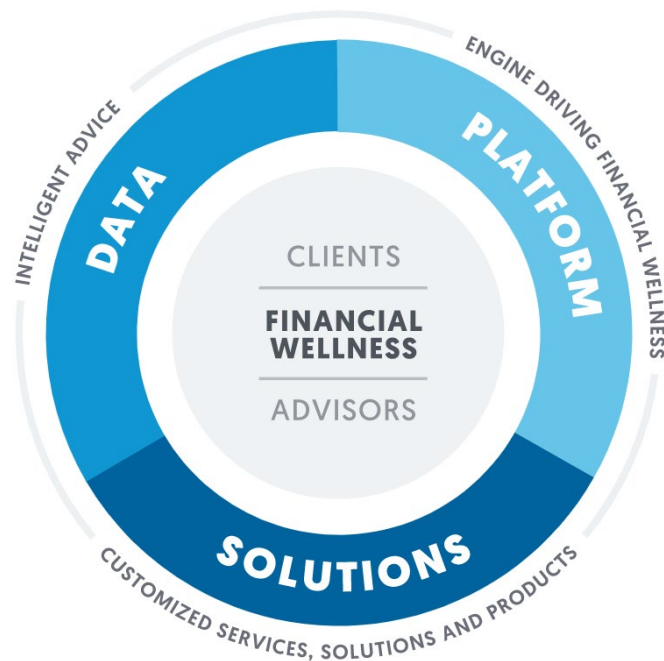 ENGINE DRIVING FINANCIAL WELLNESS
INTELLIGENT ADVICE
PLATFORM
DATA
CLIENTS
FINANCIAL
WELLNESS
ADVISORS
SOLUTIONS
CUSTOMIZED SERVICES, SOLUTIONS AND PRODUCTS